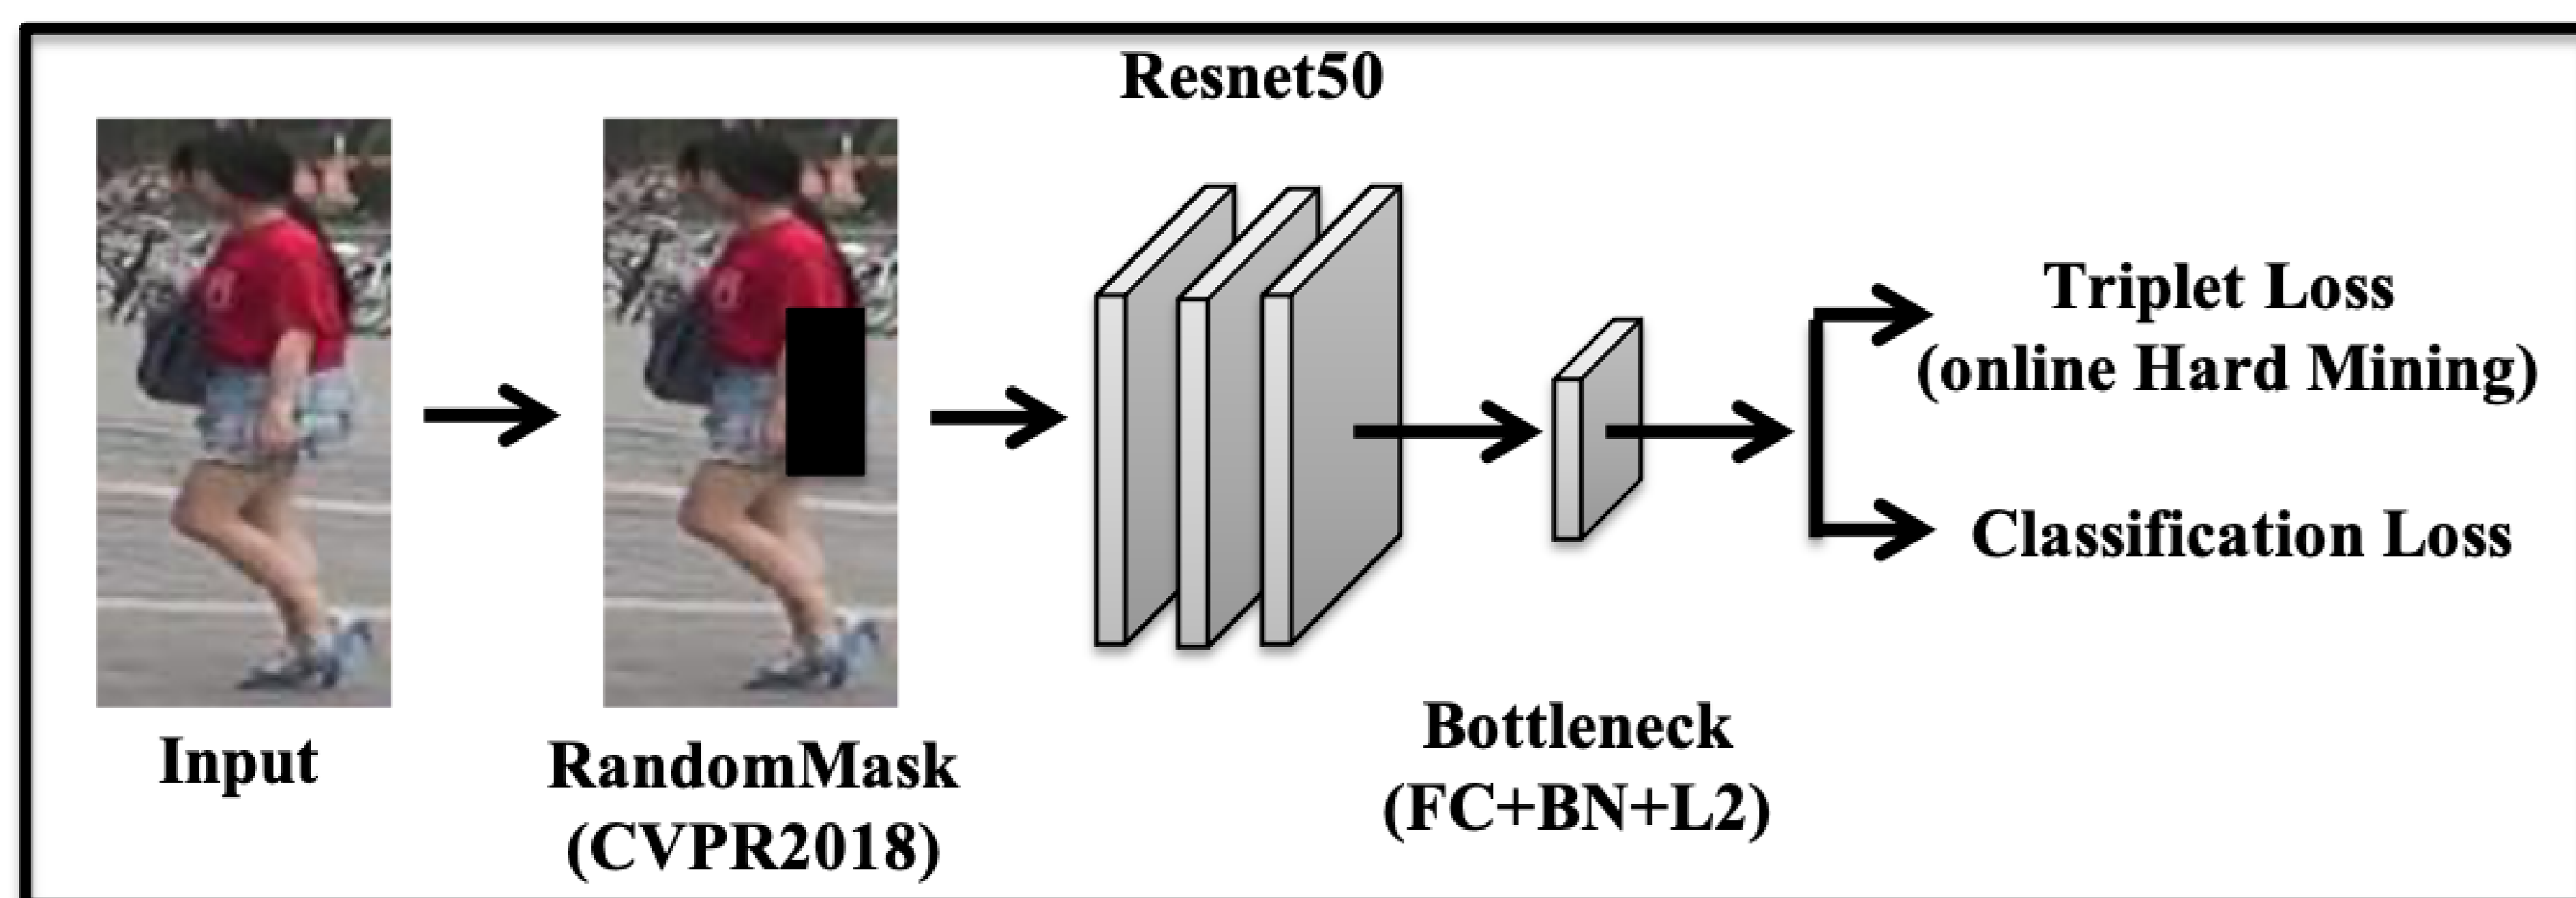 Resnet50
Input
RandomMask
(CVPR2018)
Bottleneck
(FC+BN+L2)
Triplet Loss
(online Hard Mining)
Classification Loss